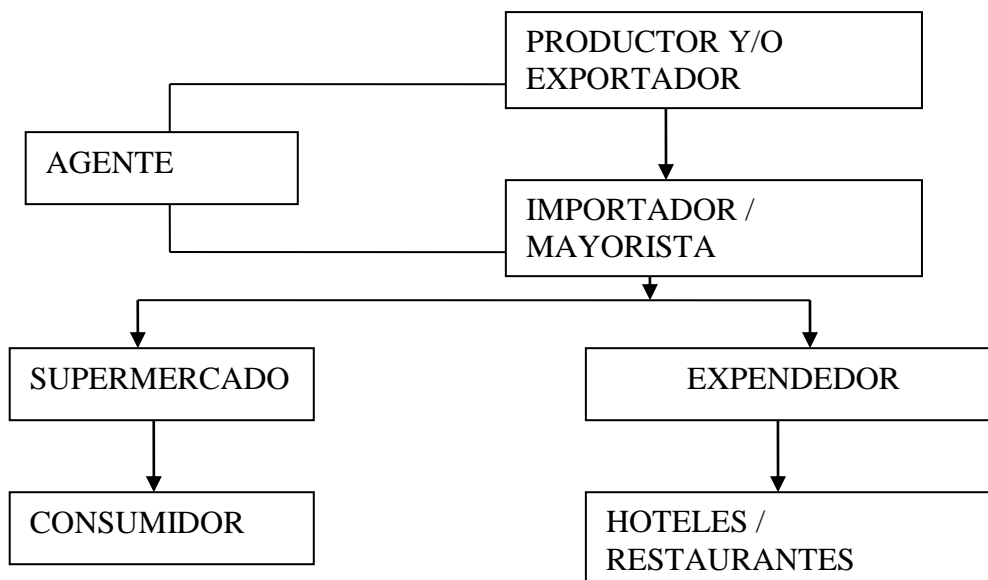 PRODUCTOR Y/O
EXPORTADOR
AGENTE
IMPORTADOR /
MAYORISTA
SUPERMERCADO
EXPENDEDOR
CONSUMIDOR
HOTELES /
RESTAURANTES